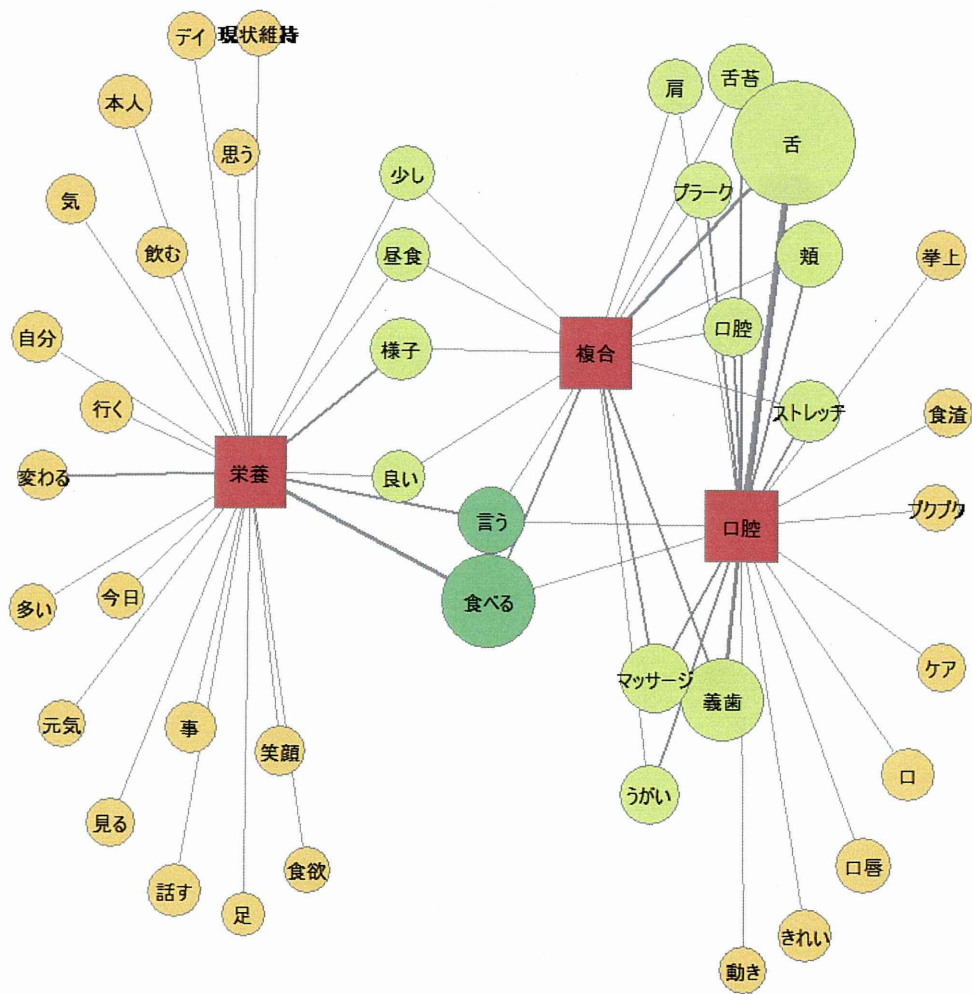 デイ
現状維持
本人
思う
気
飲む
自分
行く
変わる
多い
今日
元気
事
笑顔
見る
話す
足
食欲
栄養
少し
昼食
様子
良い
言う
食べる
複合
肩
舌苔
舌
プラーク
頬
口腔
ストレッチ
挙上
食渣
ブクブク
口腔
マッサージ
義歯
うがい
ケア
口
口唇
きれい
動き